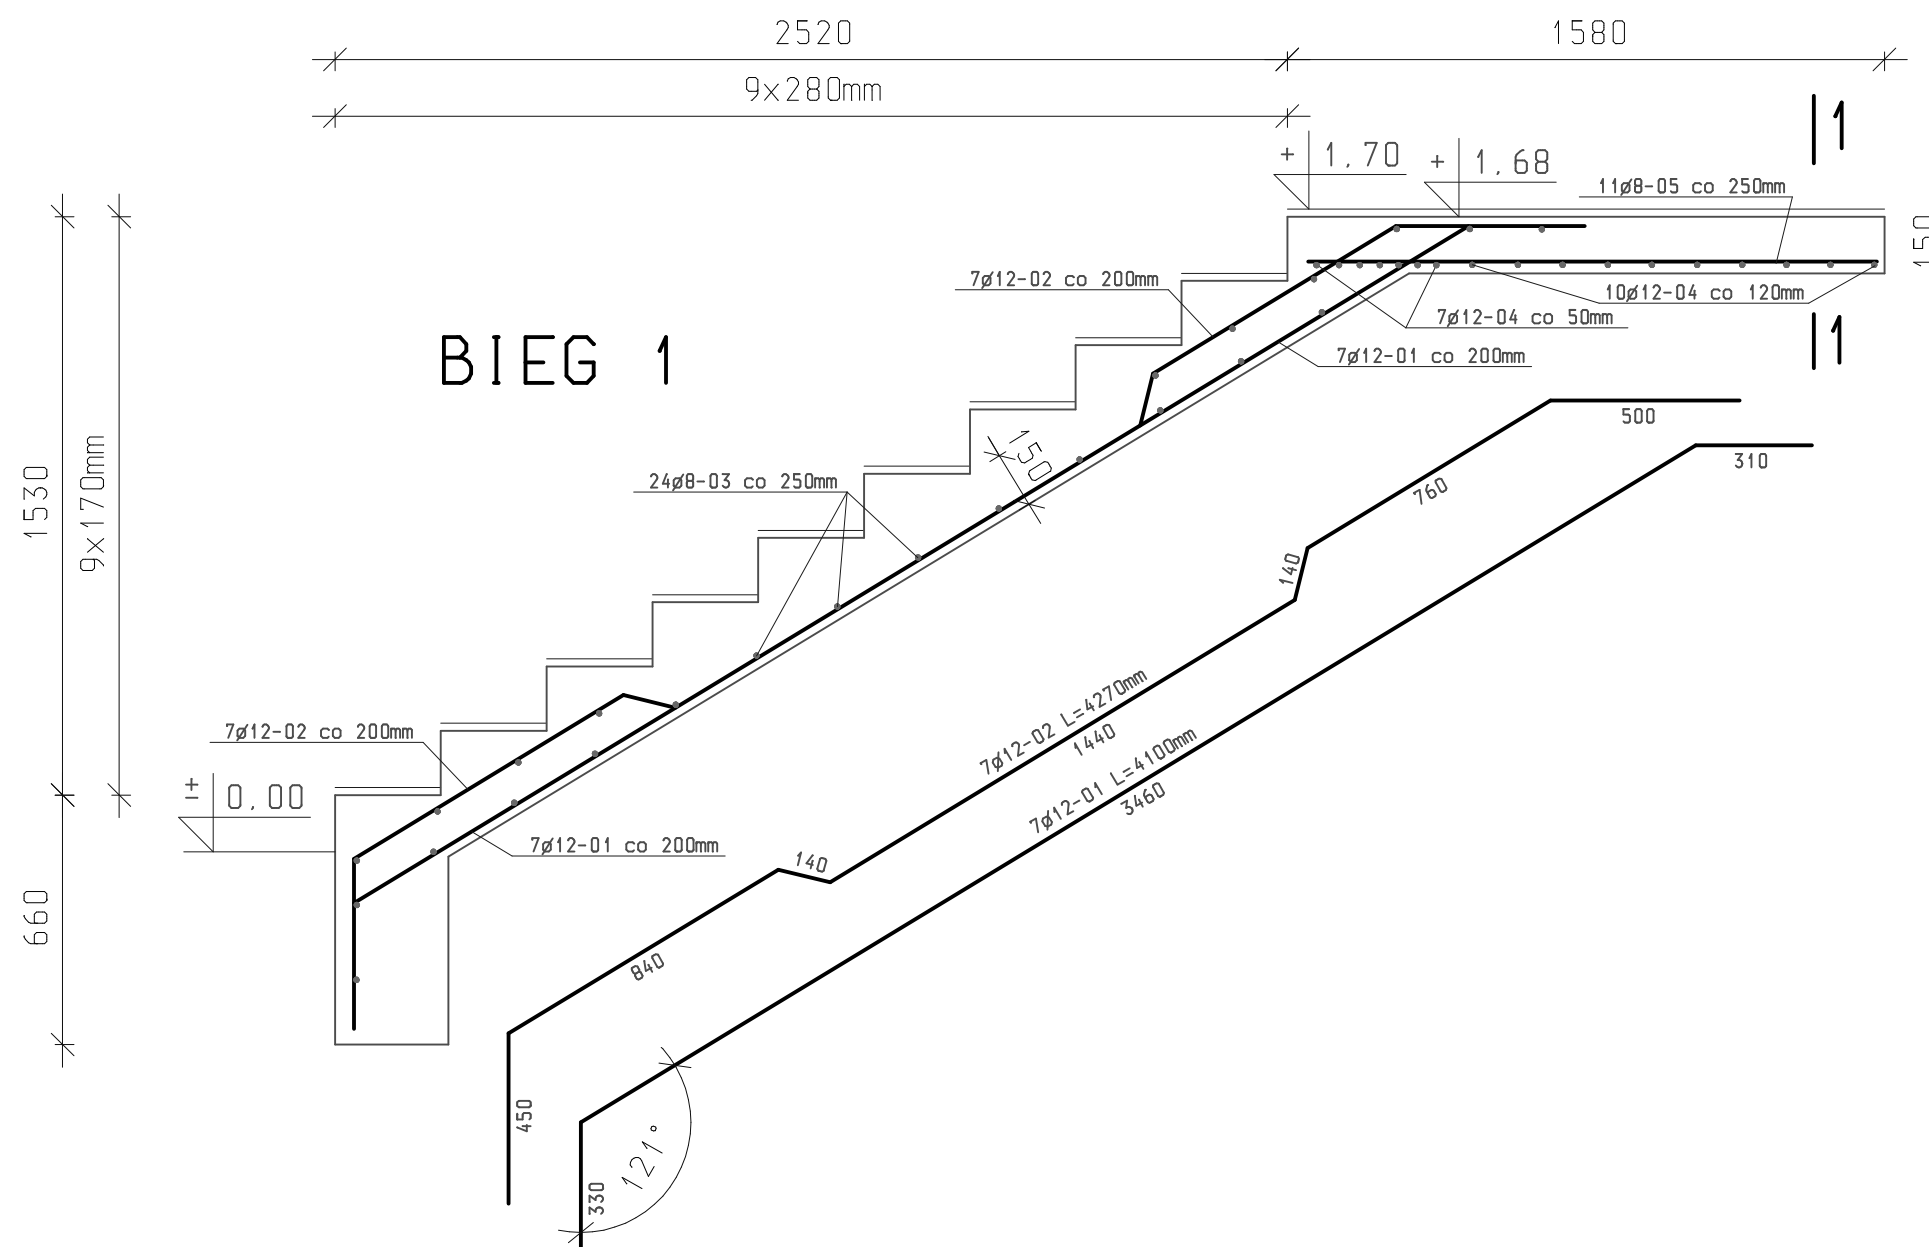 2520
1580
9x280mm
1
+ 1,70
+ 1,68
11ø8-05 co 250mm
150
7ø12-02 co 200mm
10ø12-04 co 120mm
7ø12-04 co 50mm
BIEG 1
1
7ø12-01 co 200mm
500
310
150
24ø8-03 co 250mm
760
1530
9x170mm
140
7ø12-02 L=4270mm
1440
7ø12-01 L=4100mm
3460
7ø12-02 co 200mm
± 0,00
7ø12-01 co 200mm
140
660
840
450
121°
330